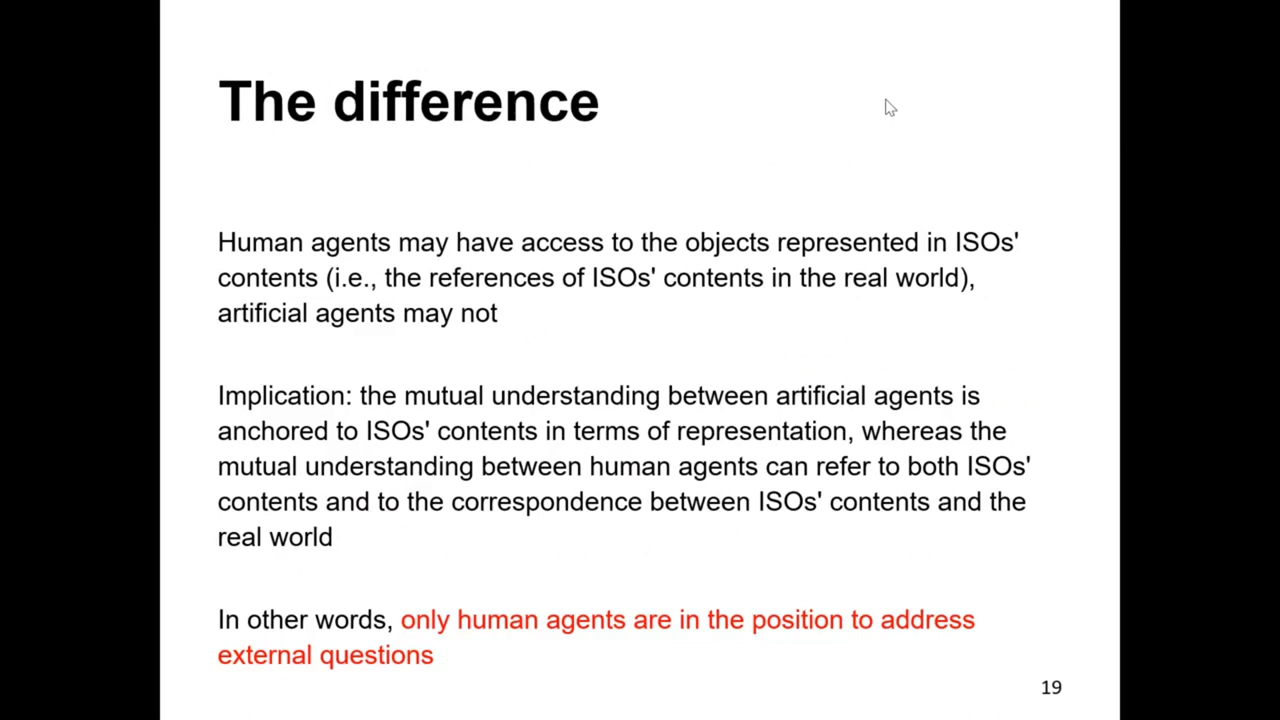 The difference
Human agents may have access to the objects represented in ISOs'
contents (i.e., the references of ISOs' contents in the real world),
artificial agents may not
Implication: the mutual understanding between artificial agents is
anchored to ISOs' contents in terms of representation, whereas the
mutual understanding between human agents can refer to both ISOs'
contents and to the correspondence between ISOs' contents and the
real world
In other words, only human agents are in the position to address
external questions
19